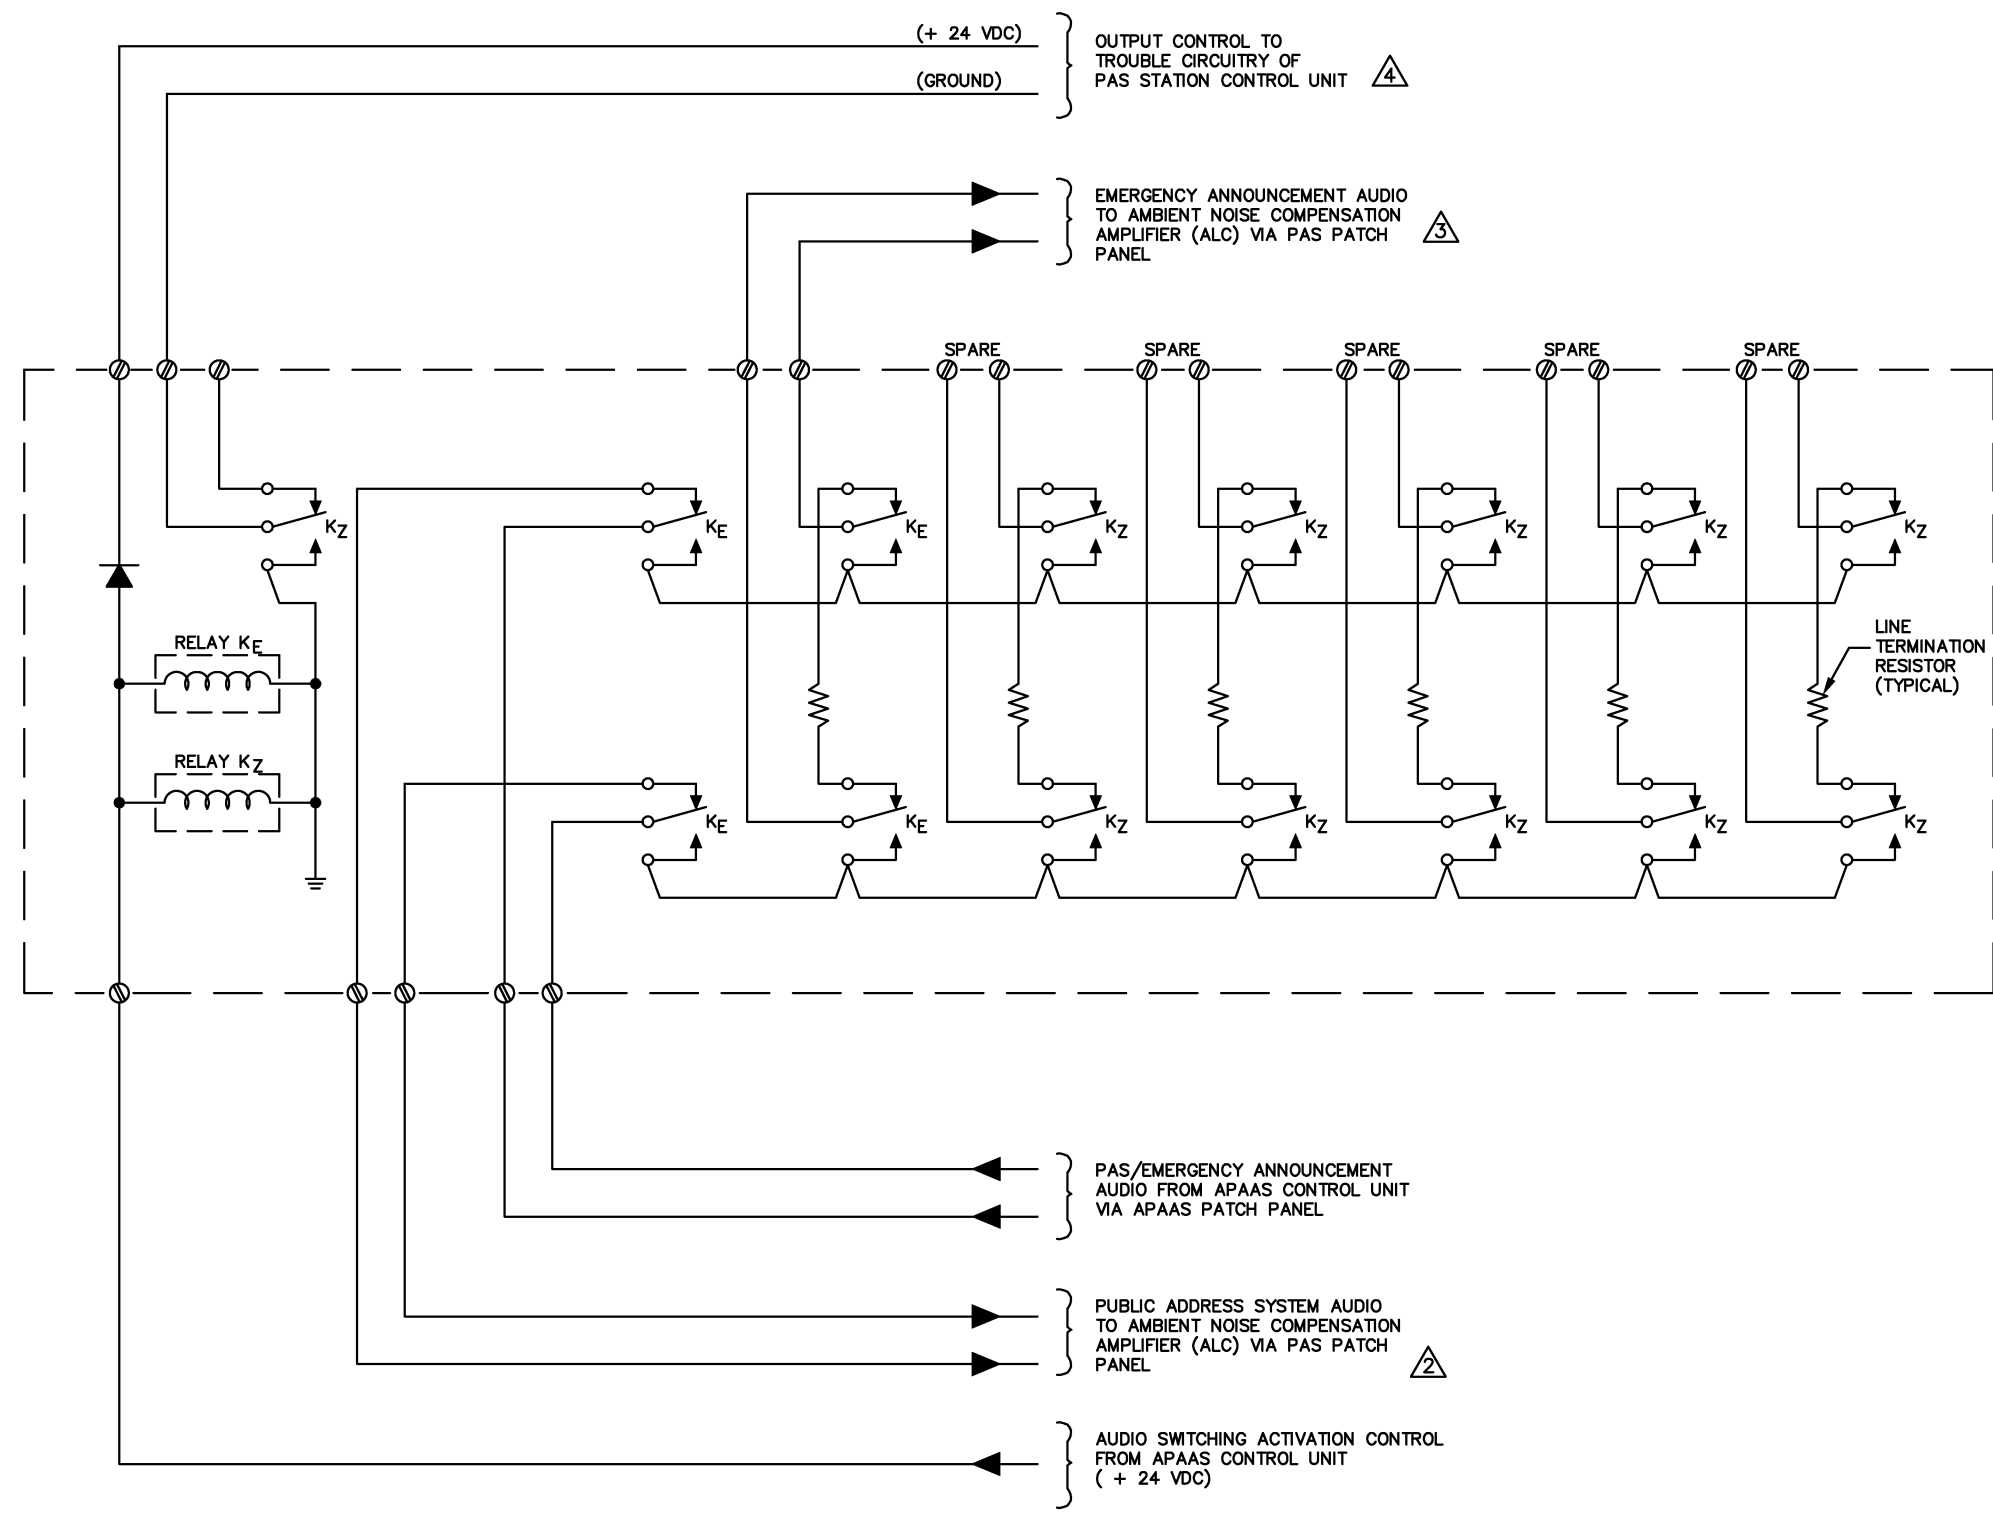 (+ 24 VDC)
OUTPUT CONTROL TO
TROUBLE CIRCUITRY OF
PAS STATION CONTROL UNIT
4
(GROUND)
EMERGENCY ANNOUNCEMENT AUDIO
TO AMBIENT NOISE COMPENSATION
AMPLIFIER (ALC) VIA PAS PATCH
PANEL
3
SPARE
SPARE
SPARE
SPARE
SPARE
KZ
KE
KE
KZ
KZ
KZ
KZ
KZ
LINE
TERMINATION
RESISTOR
(TYPICAL)
RELAY KE
RELAY KZ
KE
KE
KZ
KZ
KZ
KZ
KZ
PAS/EMERGENCY ANNOUNCEMENT
AUDIO FROM APAAS CONTROL UNIT
VIA APAAS PATCH PANEL
PUBLIC ADDRESS SYSTEM AUDIO
TO AMBIENT NOISE COMPENSATION
AMPLIFIER (ALC) VIA PAS PATCH
PANEL
2
AUDIO SWITCHING ACTIVATION CONTROL
FROM APAAS CONTROL UNIT
( + 24 VDC)